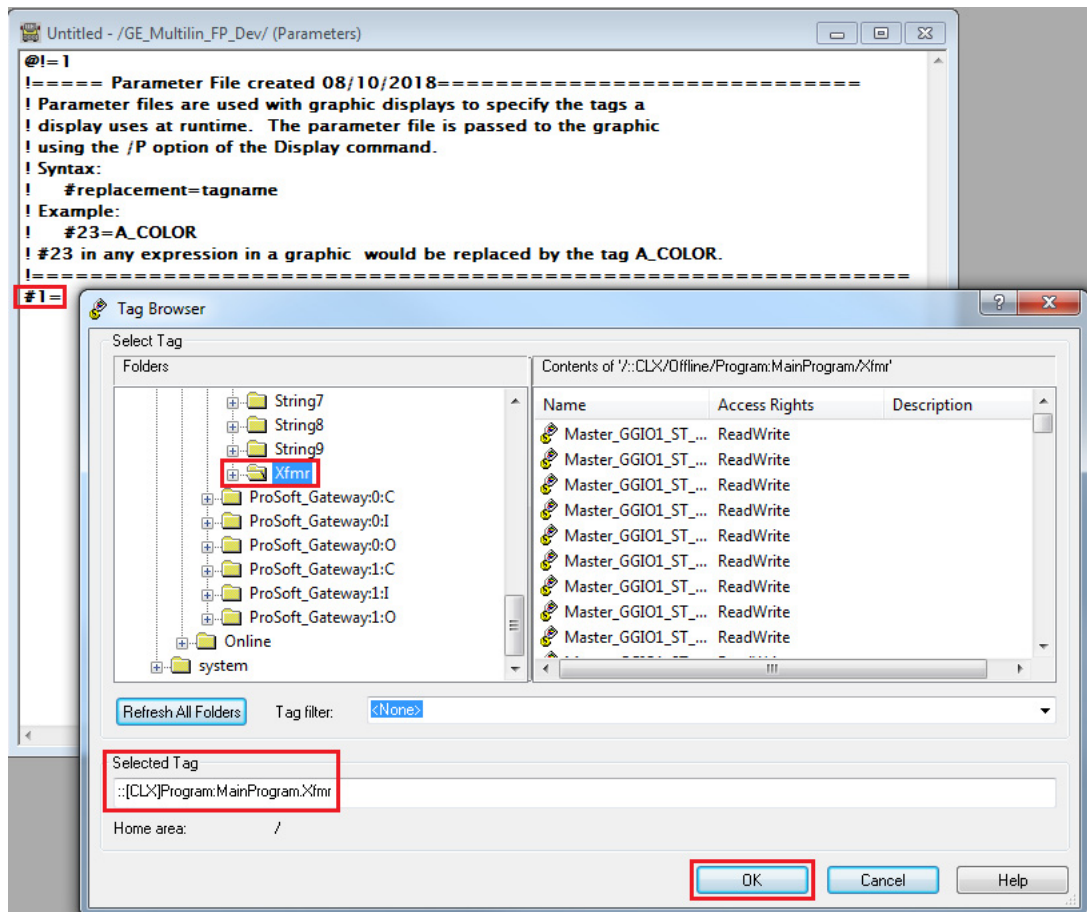 Untitled - /GE_Multilin_FP_Dev/ (Parameters)
@!=1
!===== Parameter File created 08/10/2018=============================
! Parameter files are used with graphic displays to specify the tags a
! display uses at runtime.  The parameter file is passed to the graphic
! using the /P option of the Display command.
! Syntax:
!    #replacement=tagname
! Example:
!    #23=A_COLOR
! #23 in any expression in a graphic  would be replaced by the tag A_COLOR.
!============================================================
#1=
Tag Browser
Select Tag
Folders
String7
String8
String9
Xfmr
ProSoft_Gateway:0:C
ProSoft_Gateway:0:I
ProSoft_Gateway:0:O
ProSoft_Gateway:1:C
ProSoft_Gateway:1:I
ProSoft_Gateway:1:O
Online
system
Contents of '/::CLX/Offline/Program:MainProgram/Xfmr'
Name Access Rights Description
Master_GGIO1_ST_... ReadWrite
Master_GGIO1_ST_... ReadWrite
Master_GGIO1_ST_... ReadWrite
Master_GGIO1_ST_... ReadWrite
Master_GGIO1_ST_... ReadWrite
Master_GGIO1_ST_... ReadWrite
Master_GGIO1_ST_... ReadWrite
Master_GGIO1_ST_... ReadWrite
Master_GGIO1_ST_... ReadWrite
Refresh All Folders Tag filter: <None>
Selected Tag
::[CLX]Program:MainProgram.Xfmr
Home area: /
OK Cancel Help